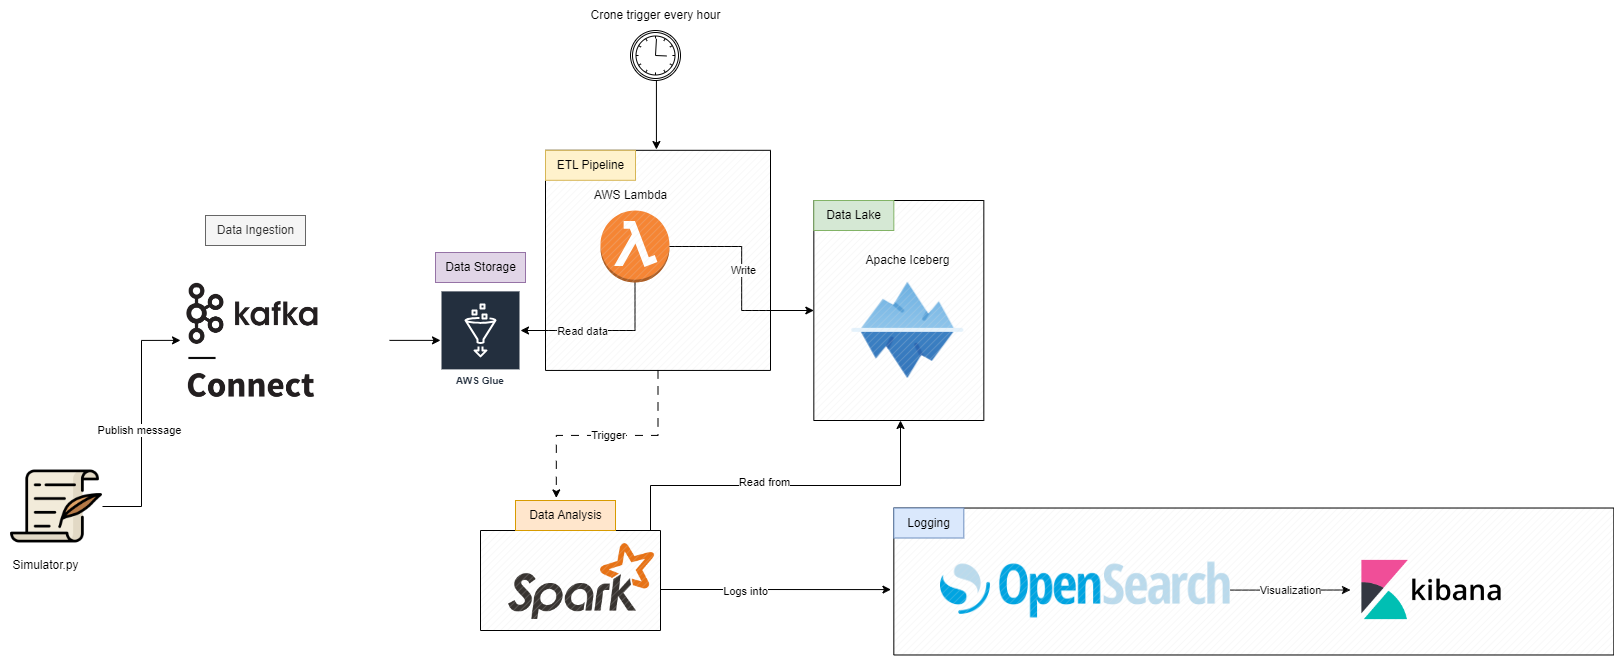 Crone trigger every hour
ETL Pipeline
AWS Lambda
Data Ingestion
Data Lake
Data Storage
Apache Iceberg
Write
kafka
Connect
Read data
AWS Glue
Publish message
Trigger
Read from
Simulator.py
Data Analysis
Spark
Logging
Logs into
OpenSearch
Visualization
kibana